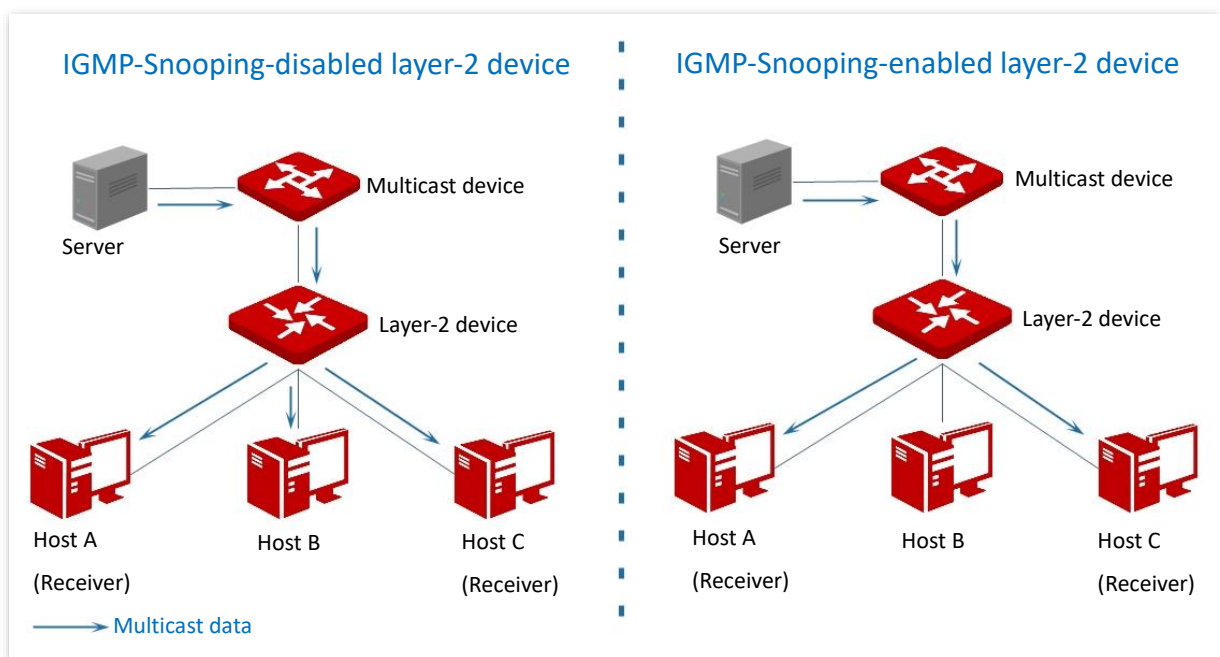 IGMP-Snooping-disabled layer-2 device
Multicast device
Server
Layer-2 device
Host A
(Receiver)
Host B
Host C
(Receiver)
Multicast data
IGMP-Snooping-enabled layer-2 device
Multicast device
Server
Layer-2 device
Host A
(Receiver)
Host B
Host C
(Receiver)